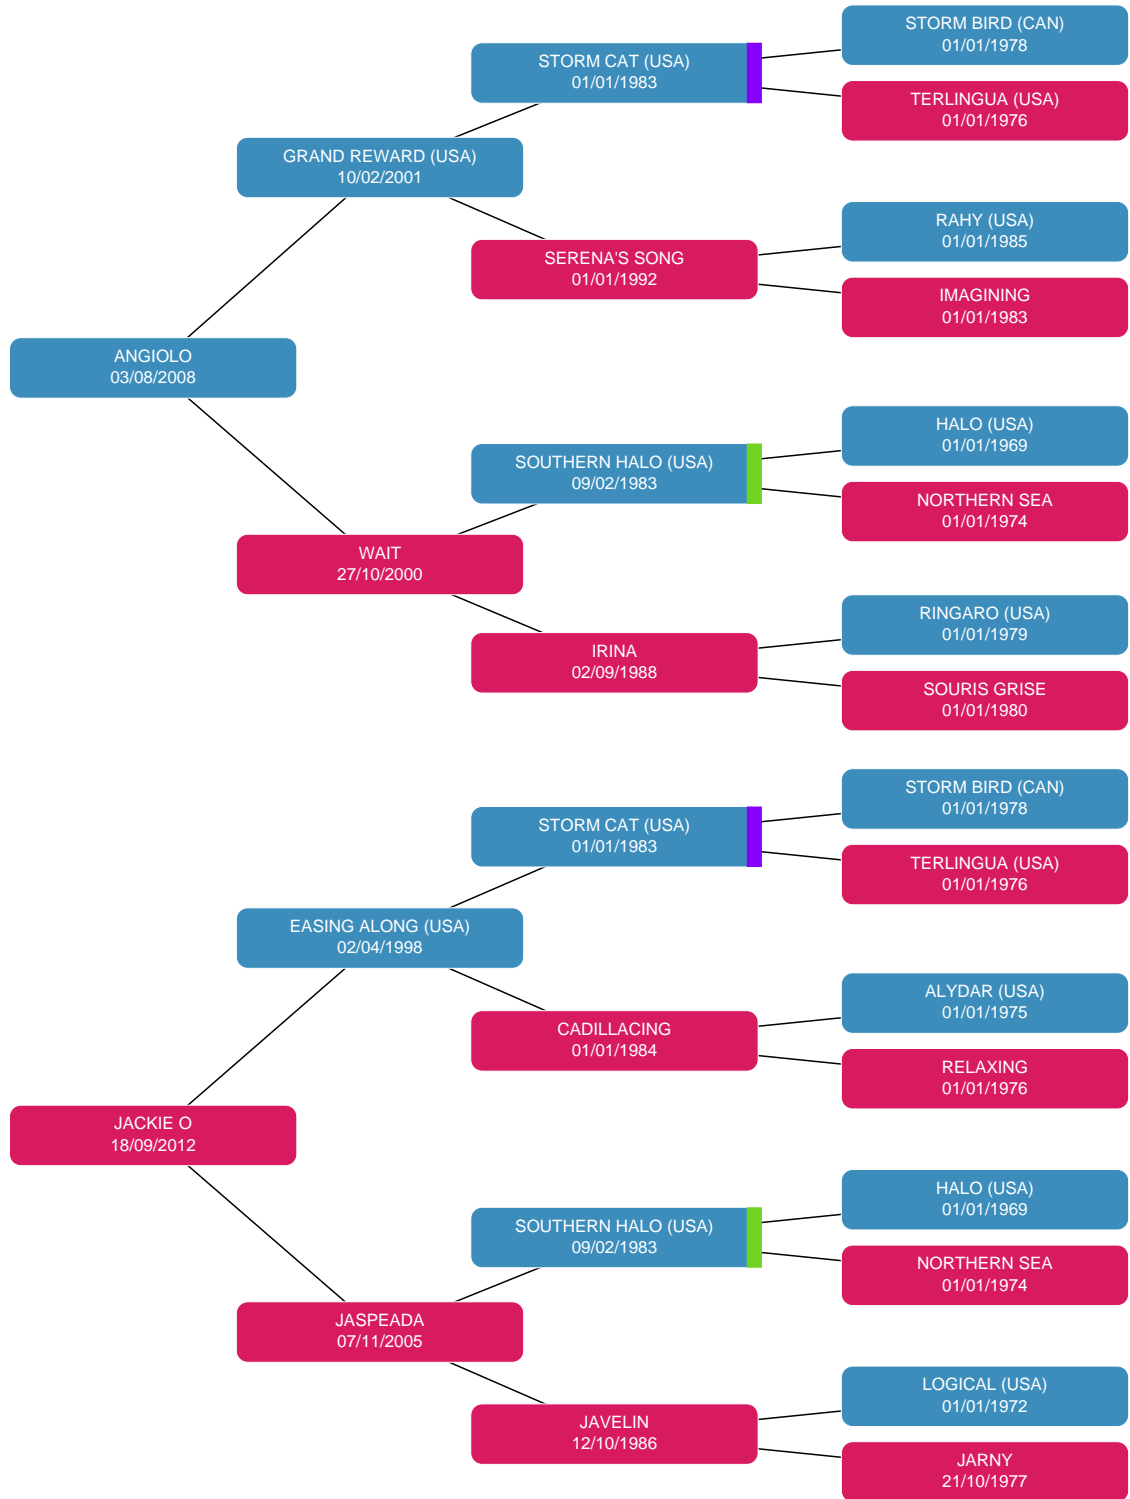 STORM BIRD (CAN)
01/01/1978
STORM CAT (USA)
01/01/1983
TERLINGUA (USA)
01/01/1976
GRAND REWARD (USA)
10/02/2001
RAHY (USA)
01/01/1985
SERENA'S SONG
01/01/1992
IMAGINING
01/01/1983
ANGIOLO
03/08/2008
HALO (USA)
01/01/1969
SOUTHERN HALO (USA)
09/02/1983
NORTHERN SEA
01/01/1974
WAIT
27/10/2000
RINGARO (USA)
01/01/1979
IRINA
02/09/1988
SOURIS GRISE
01/01/1980
STORM BIRD (CAN)
01/01/1978
STORM CAT (USA)
01/01/1983
TERLINGUA (USA)
01/01/1976
EASING ALONG (USA)
02/04/1998
ALYDAR (USA)
01/01/1975
CADILLACING
01/01/1984
RELAXING
01/01/1976
JACKIE O
18/09/2012
HALO (USA)
01/01/1969
SOUTHERN HALO (USA)
09/02/1983
NORTHERN SEA
01/01/1974
JASPEADA
07/11/2005
LOGICAL (USA)
01/01/1972
JAVELIN
12/10/1986
JARNY
21/10/1977